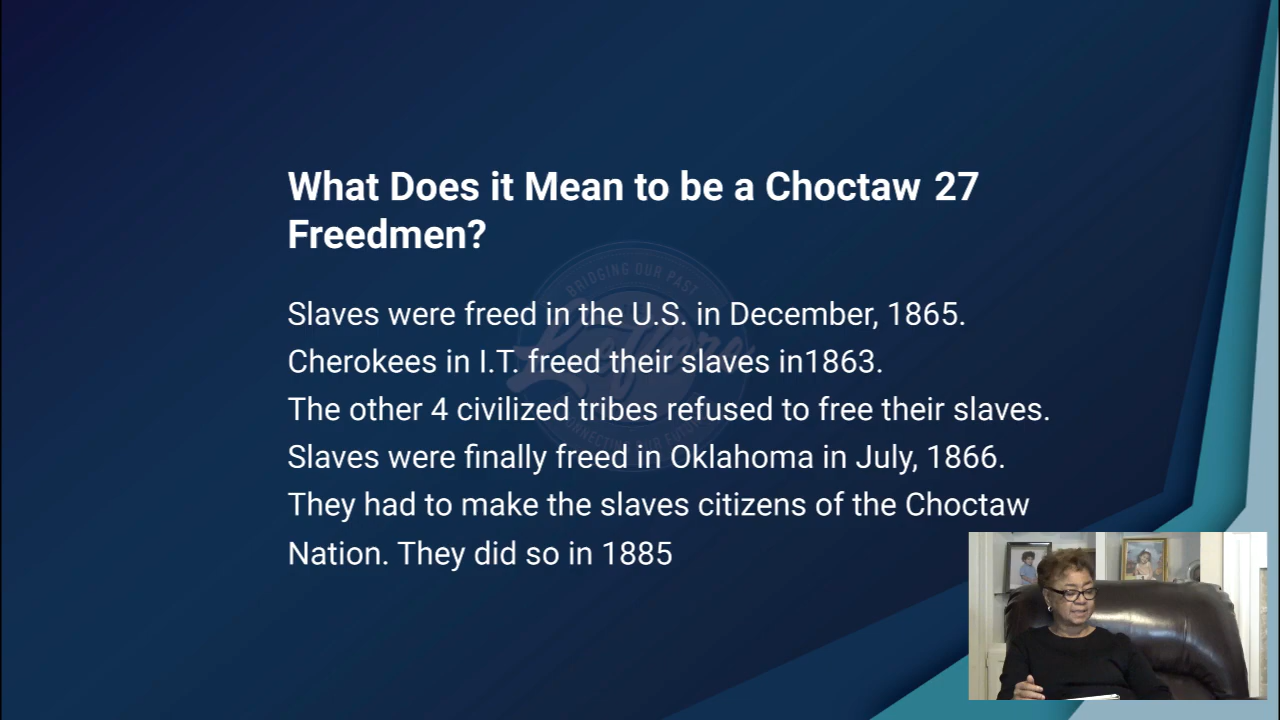 What Does it Mean to be a Choctaw 27
Freedmen?
Slaves were freed in the U.S. in December, 1865.
Cherokees in I.T. freed their slaves in1863.
The other 4 civilized tribes refused to free their slaves.
Slaves were finally freed in Oklahoma in July, 1866.
They had to make the slaves citizens of the Choctaw
Nation. They did so in 1885
BRIDGING OUR PAST